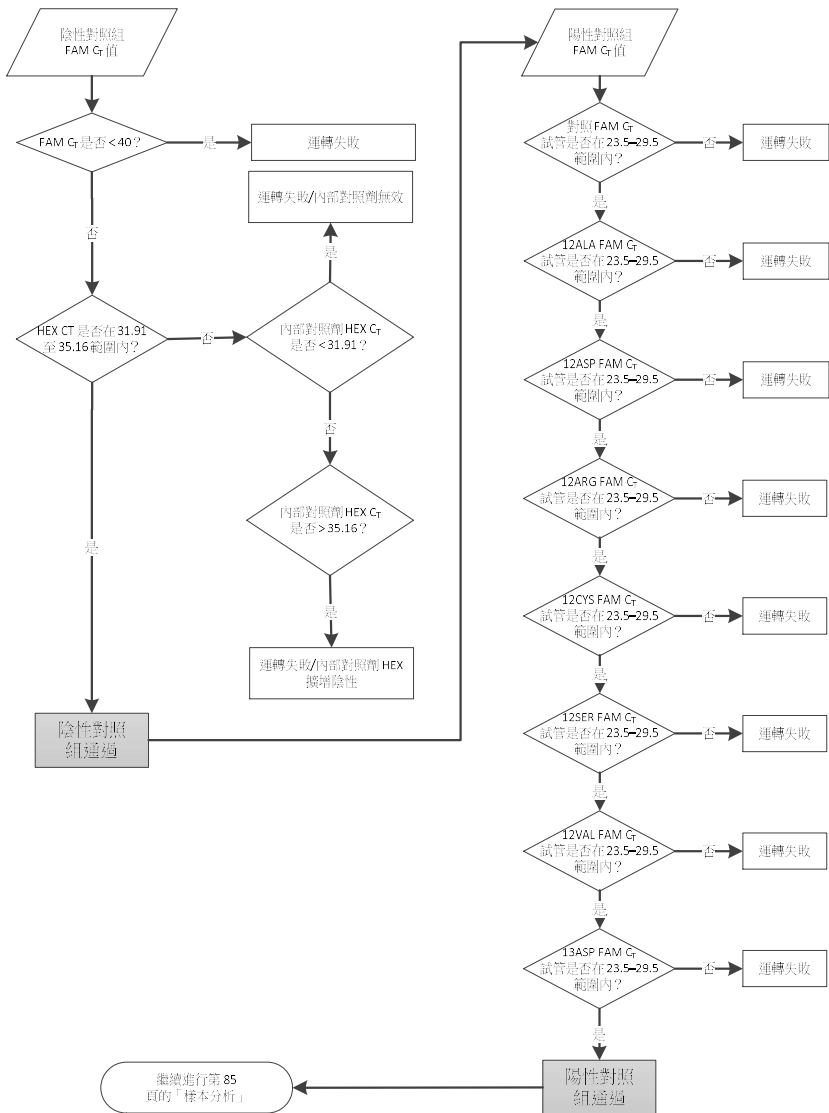 陰性對照組
FAM CT 值
FAM CT 是否 < 40？
是
運轉失敗
否
運轉失敗/內部對照劑無效
是
HEX CT 是否在 31.91
至 35.16 範圍內？
否
內部對照劑 HEX CT
是否 <31.91？
否
內部對照劑 HEX CT
是否 > 35.16？
是
運轉失敗/內部對照劑 HEX
擴增陰性
是
陰性對照
組通過
陽性對照組
FAM CT 值
對照 FAM CT
試管是否在 23.5–29.5
範圍內？
否
運轉失敗
是
12ALA FAM CT
試管是否在 23.5–29.5
範圍內？
否
運轉失敗
是
12ASP FAM CT
試管是否在 23.5–29.5
範圍內？
否
運轉失敗
是
12ARG FAM CT
試管是否在 23.5–29.5
範圍內？
否
運轉失敗
是
12CYS FAM CT
試管是否在 23.5–29.5
範圍內？
否
運轉失敗
是
12SER FAM CT
試管是否在 23.5–29.5
範圍內？
否
運轉失敗
是
12VAL FAM CT
試管是否在 23.5–29.5
範圍內？
否
運轉失敗
是
13ASP FAM CT
試管是否在 23.5–29.5
範圍內？
否
運轉失敗
是
陽性對照
組通過
繼續進行第 85
頁的「樣本分析」